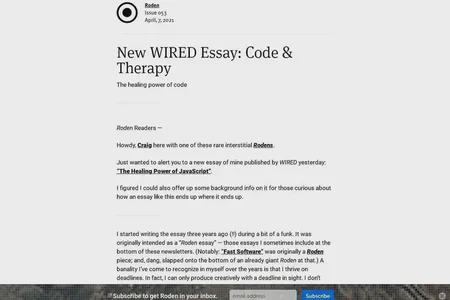 Roden
Issue 053
April, 7, 2021
New WIRED Essay: Code &
Therapy
The healing power of code
Roden Readers —
Howdy, Craig here with one of these rare interstitial Rodens.
Just wanted to alert you to a new essay of mine published by WIRED yesterday:
“The Healing Power of JavaScript”.
I figured I could also offer up some background info on it for those curious about
how an essay like this ends up where it ends up.
I started writing the essay three years ago (!!) during a bit of a funk. It was
originally intended as a “Roden essay” — those essays I sometimes include at the
bottom of these newsletters. (Notably: “Fast Software” was originally a Roden
piece; and, dang, slapped onto the bottom of an already giant Roden at that.) A
banality I’ve come to recognize in myself over the years is that I thrive on
deadlines. In fact, I can only produce creatively with a deadline in sight. I don’t
Subscribe to get Roden in your inbox.
email address
Subscribe